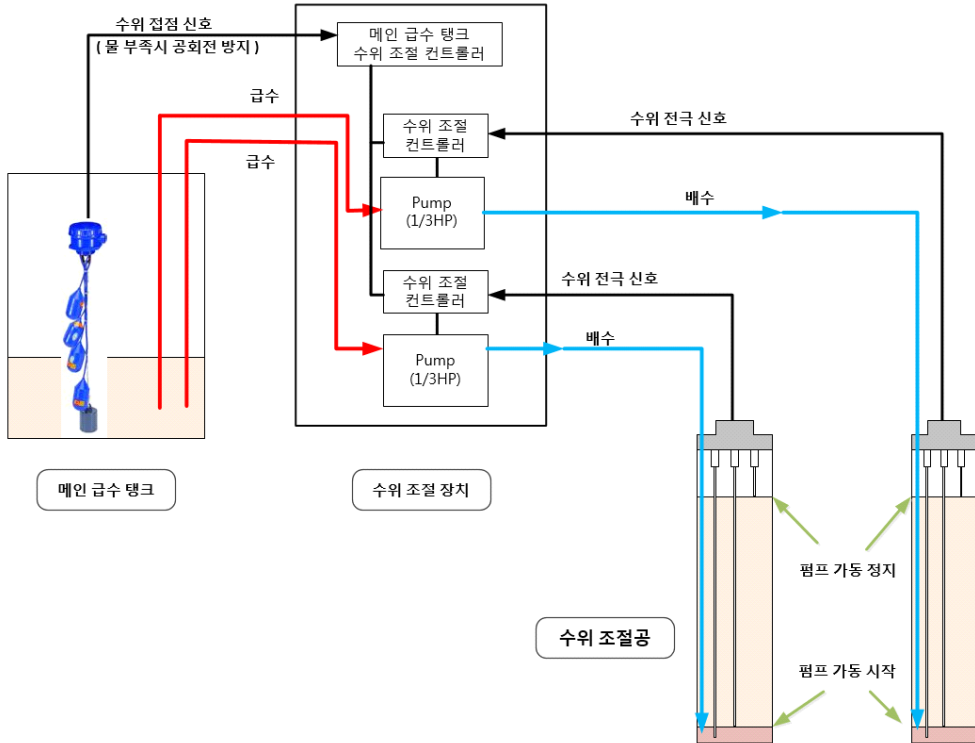 수위 접점 신호
( 물 부족시 공회전 방지 )
메인 급수 탱크
수위 조절 컨트롤러
급수
급수
수위 조절
컨트롤러
수위 전극 신호
Pump
(1/3HP)
배수
수위 조절
컨트롤러
수위 전극 신호
Pump
(1/3HP)
배수
메인 급수 탱크
수위 조절 장치
펌프 가동 정지
수위 조절공
펌프 가동 시작